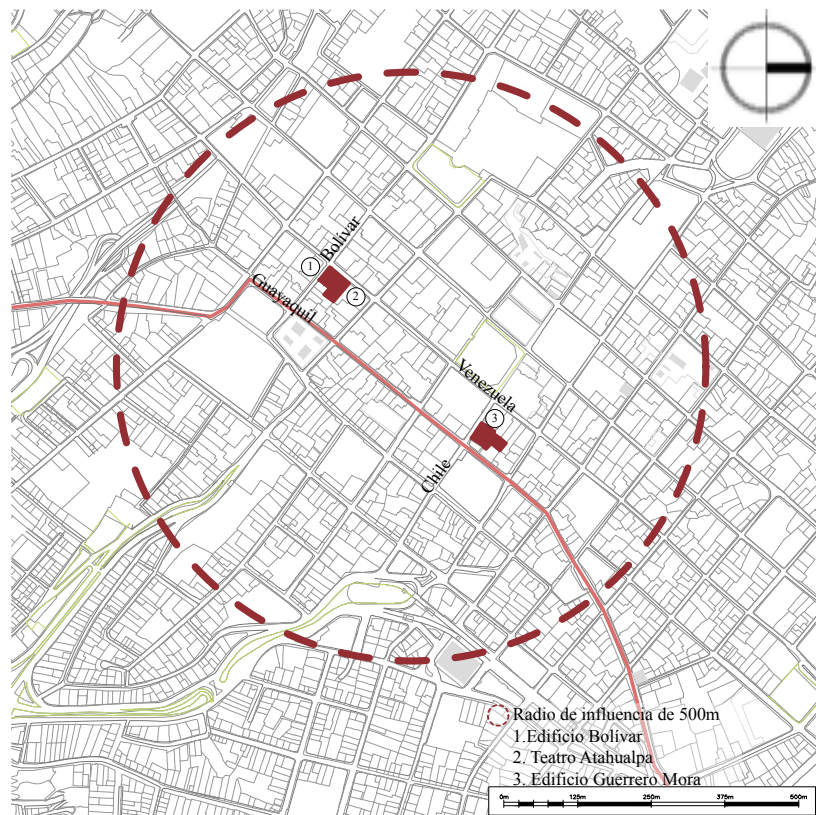 Bolívar
1
2
Guayaquil
Venezuela
3
Chile
Radio de influencia de 500m
1.Edificio Bolívar
2. Teatro Atahualpa
3. Edificio Guerrero Mora
0m 125m 250m 375m 500m